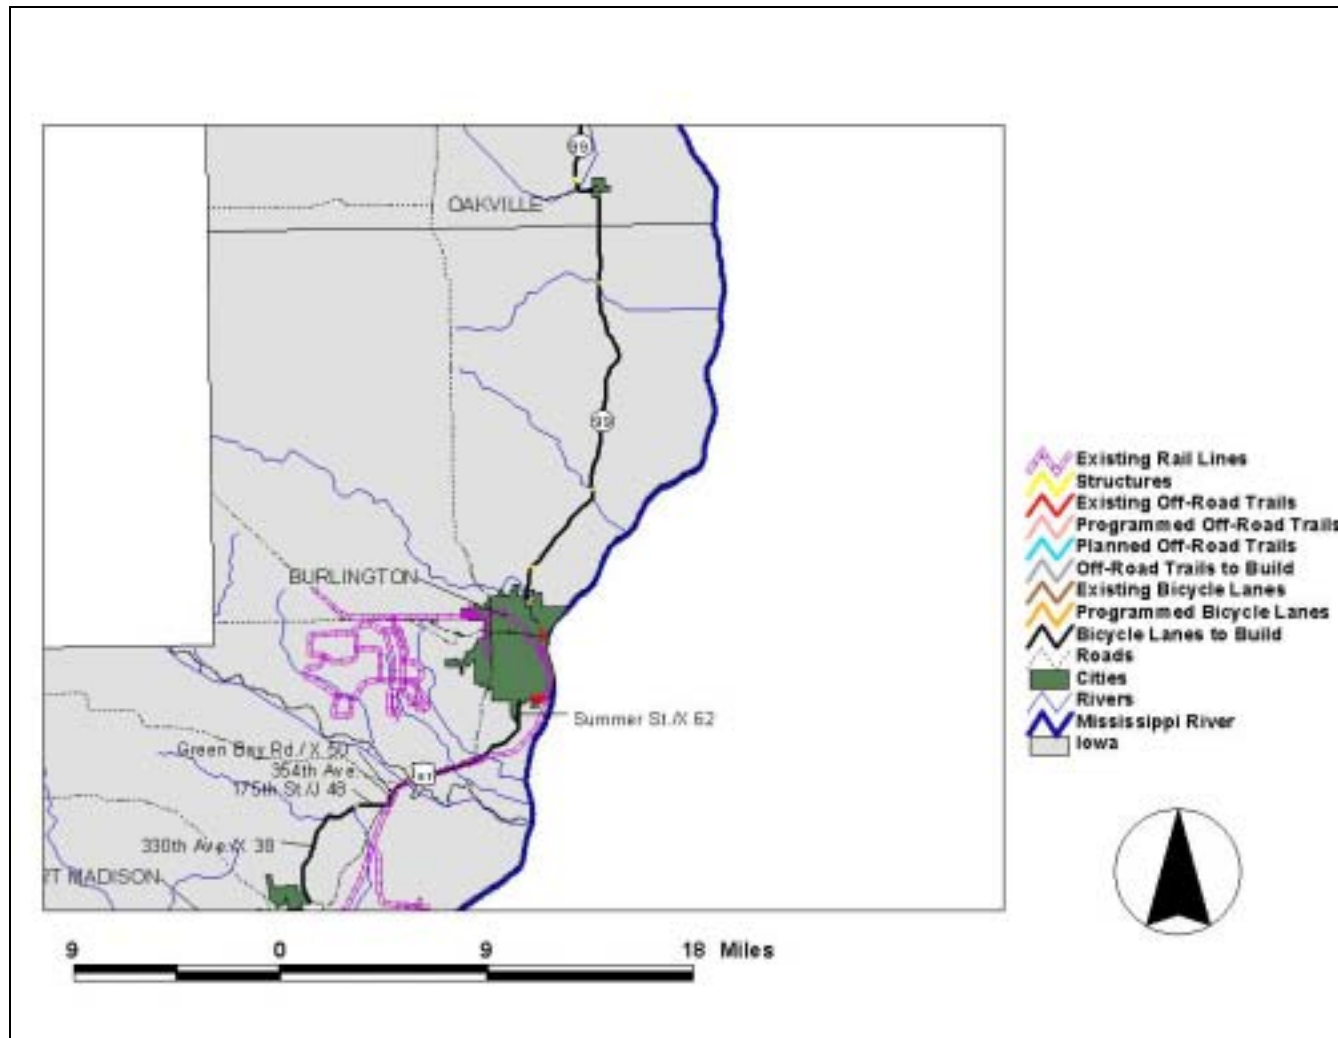 99
OAKVILLE
99
BURLINGTON
Summer St./X 62
Green Bay Rd./ X 50
354th Ave
175th St./J 48
61
330th Ave./X 38
T MADISON
Existing Rail Lines
Structures
Existing Off-Road Trails
Programmed Off-Road Trails
Planned Off-Road Trails
Off-Road Trails to Build
Existing Bicycle Lanes
Programmed Bicycle Lanes
Bicycle Lanes to Build
Roads
Cities
Rivers
Mississippi River
Iowa
9 0 9 18 Miles